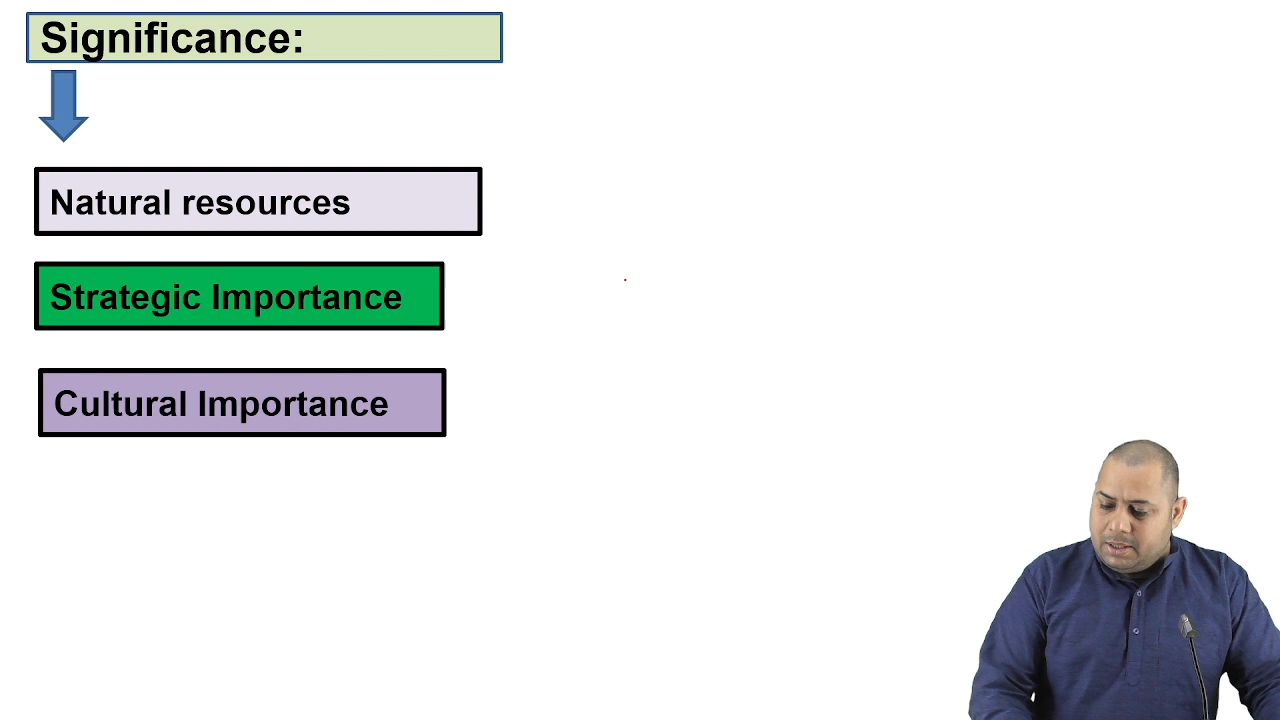 Significance:
Natural resources
Strategic Importance
Cultural Importance